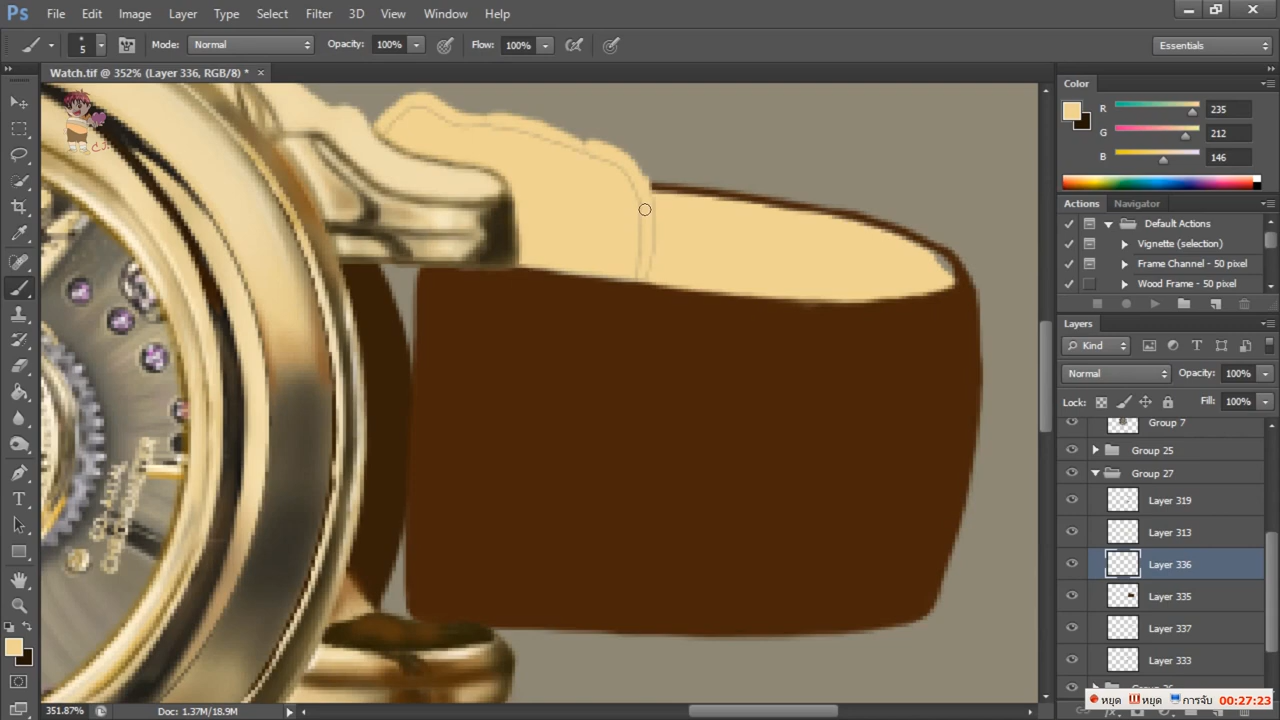 Ps File Edit Image Layer Type Select Filter 3D View Window Help
5 Mode: Normal Opacity: 100% Flow: 100% Essentials
Watch.tif @ 352% (Layer 336, RGB/8) * ×
Color
R 235
G 212
B 146
Actions Navigator
Default Actions
Vignette (selection)
Frame Channel - 50 pixel
Wood Frame - 50 pixel
Layers
Kind
Normal Opacity: 100%
Lock: Fill: 100%
Group 7
Group 25
Group 27
Layer 319
Layer 313
Layer 336
Layer 335
Layer 337
Layer 333
หยุด หยุด การจับ 00:27:23
351.87% Doc: 1.37M/18.9M